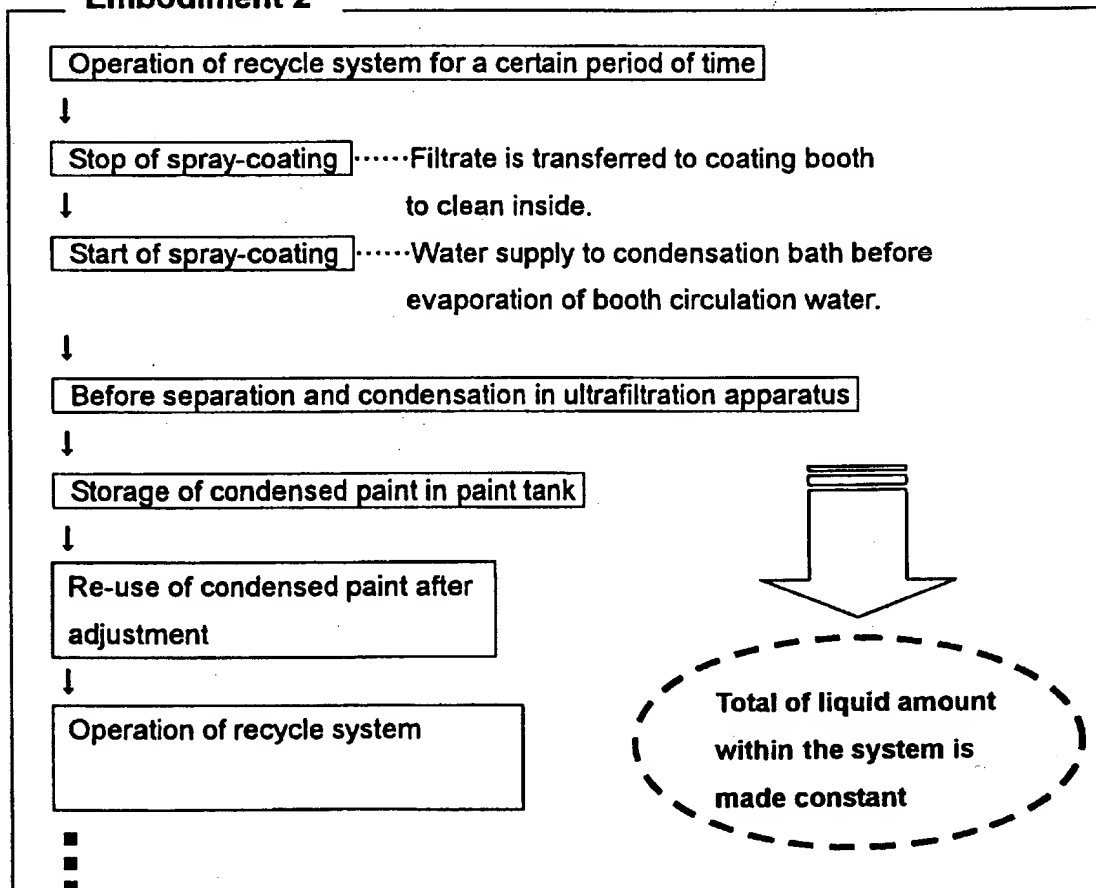 Embodiment 2
Operation of recycle system for a certain period of time
↓
Stop of spray-coating ······Filtrate is transferred to coating booth
↓ to clean inside.
Start of spray-coating ······Water supply to condensation bath before
evaporation of booth circulation water.
↓
Before separation and condensation in ultrafiltration apparatus
↓
Storage of condensed paint in paint tank
↓
Re-use of condensed paint after
adjustment
↓
Operation of recycle system
Total of liquid amount
within the system is
made constant